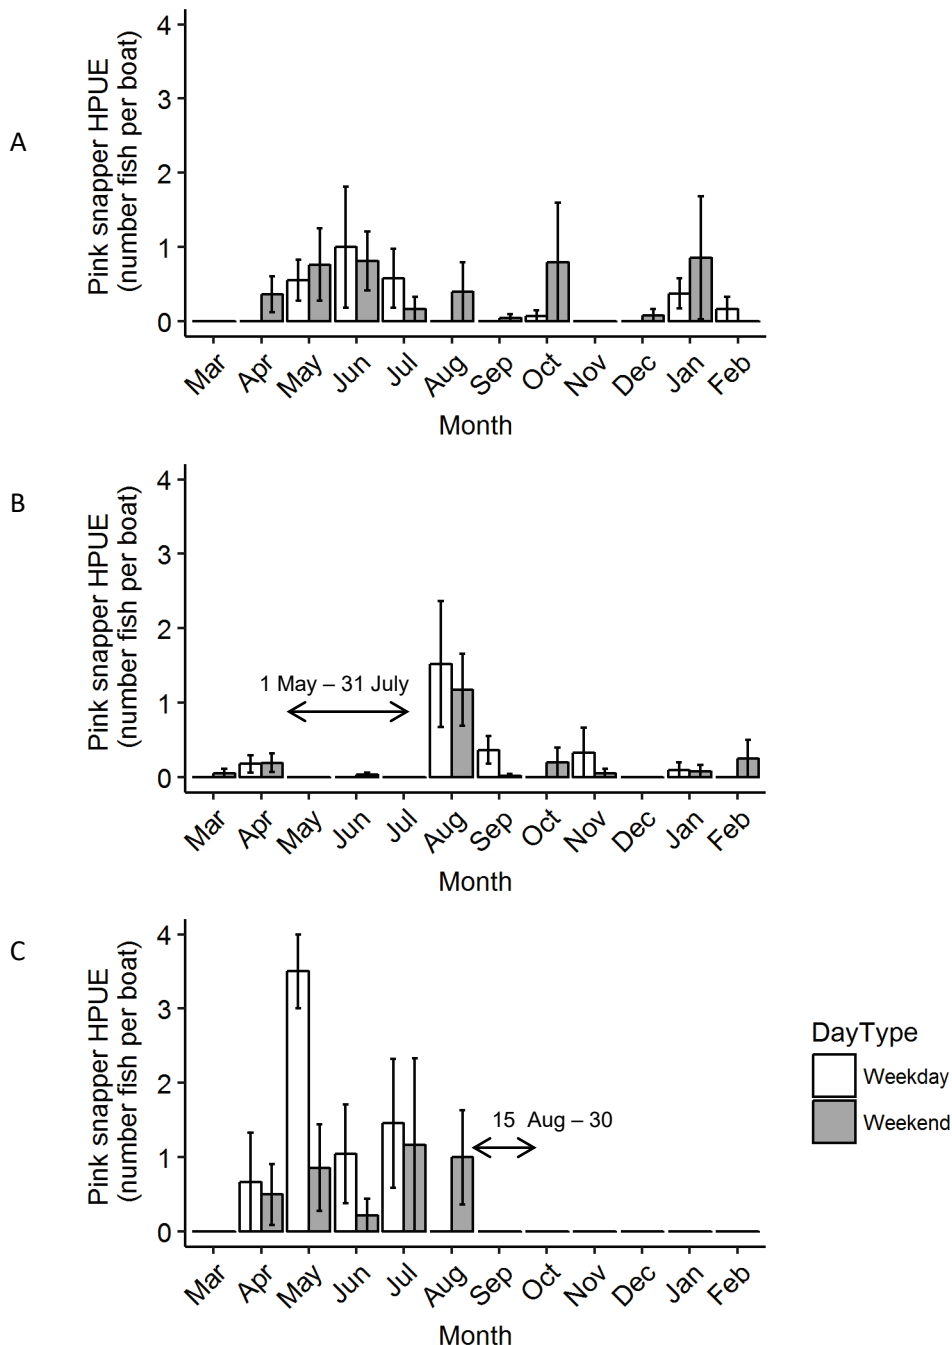 A
Pink snapper HPUE
(number fish per boat)
4
3
2
1
0
Mar Apr May Jun Jul Aug Sep Oct Nov Dec Jan Feb
Month
B
Pink snapper HPUE
(number fish per boat)
4
3
2
1
0
1 May – 31 July
Mar Apr May Jun Jul Aug Sep Oct Nov Dec Jan Feb
Month
C
Pink snapper HPUE
(number fish per boat)
4
3
2
1
0
15 Aug – 30
Mar Apr May Jun Jul Aug Sep Oct Nov Dec Jan Feb
Month
DayType
Weekday
Weekend